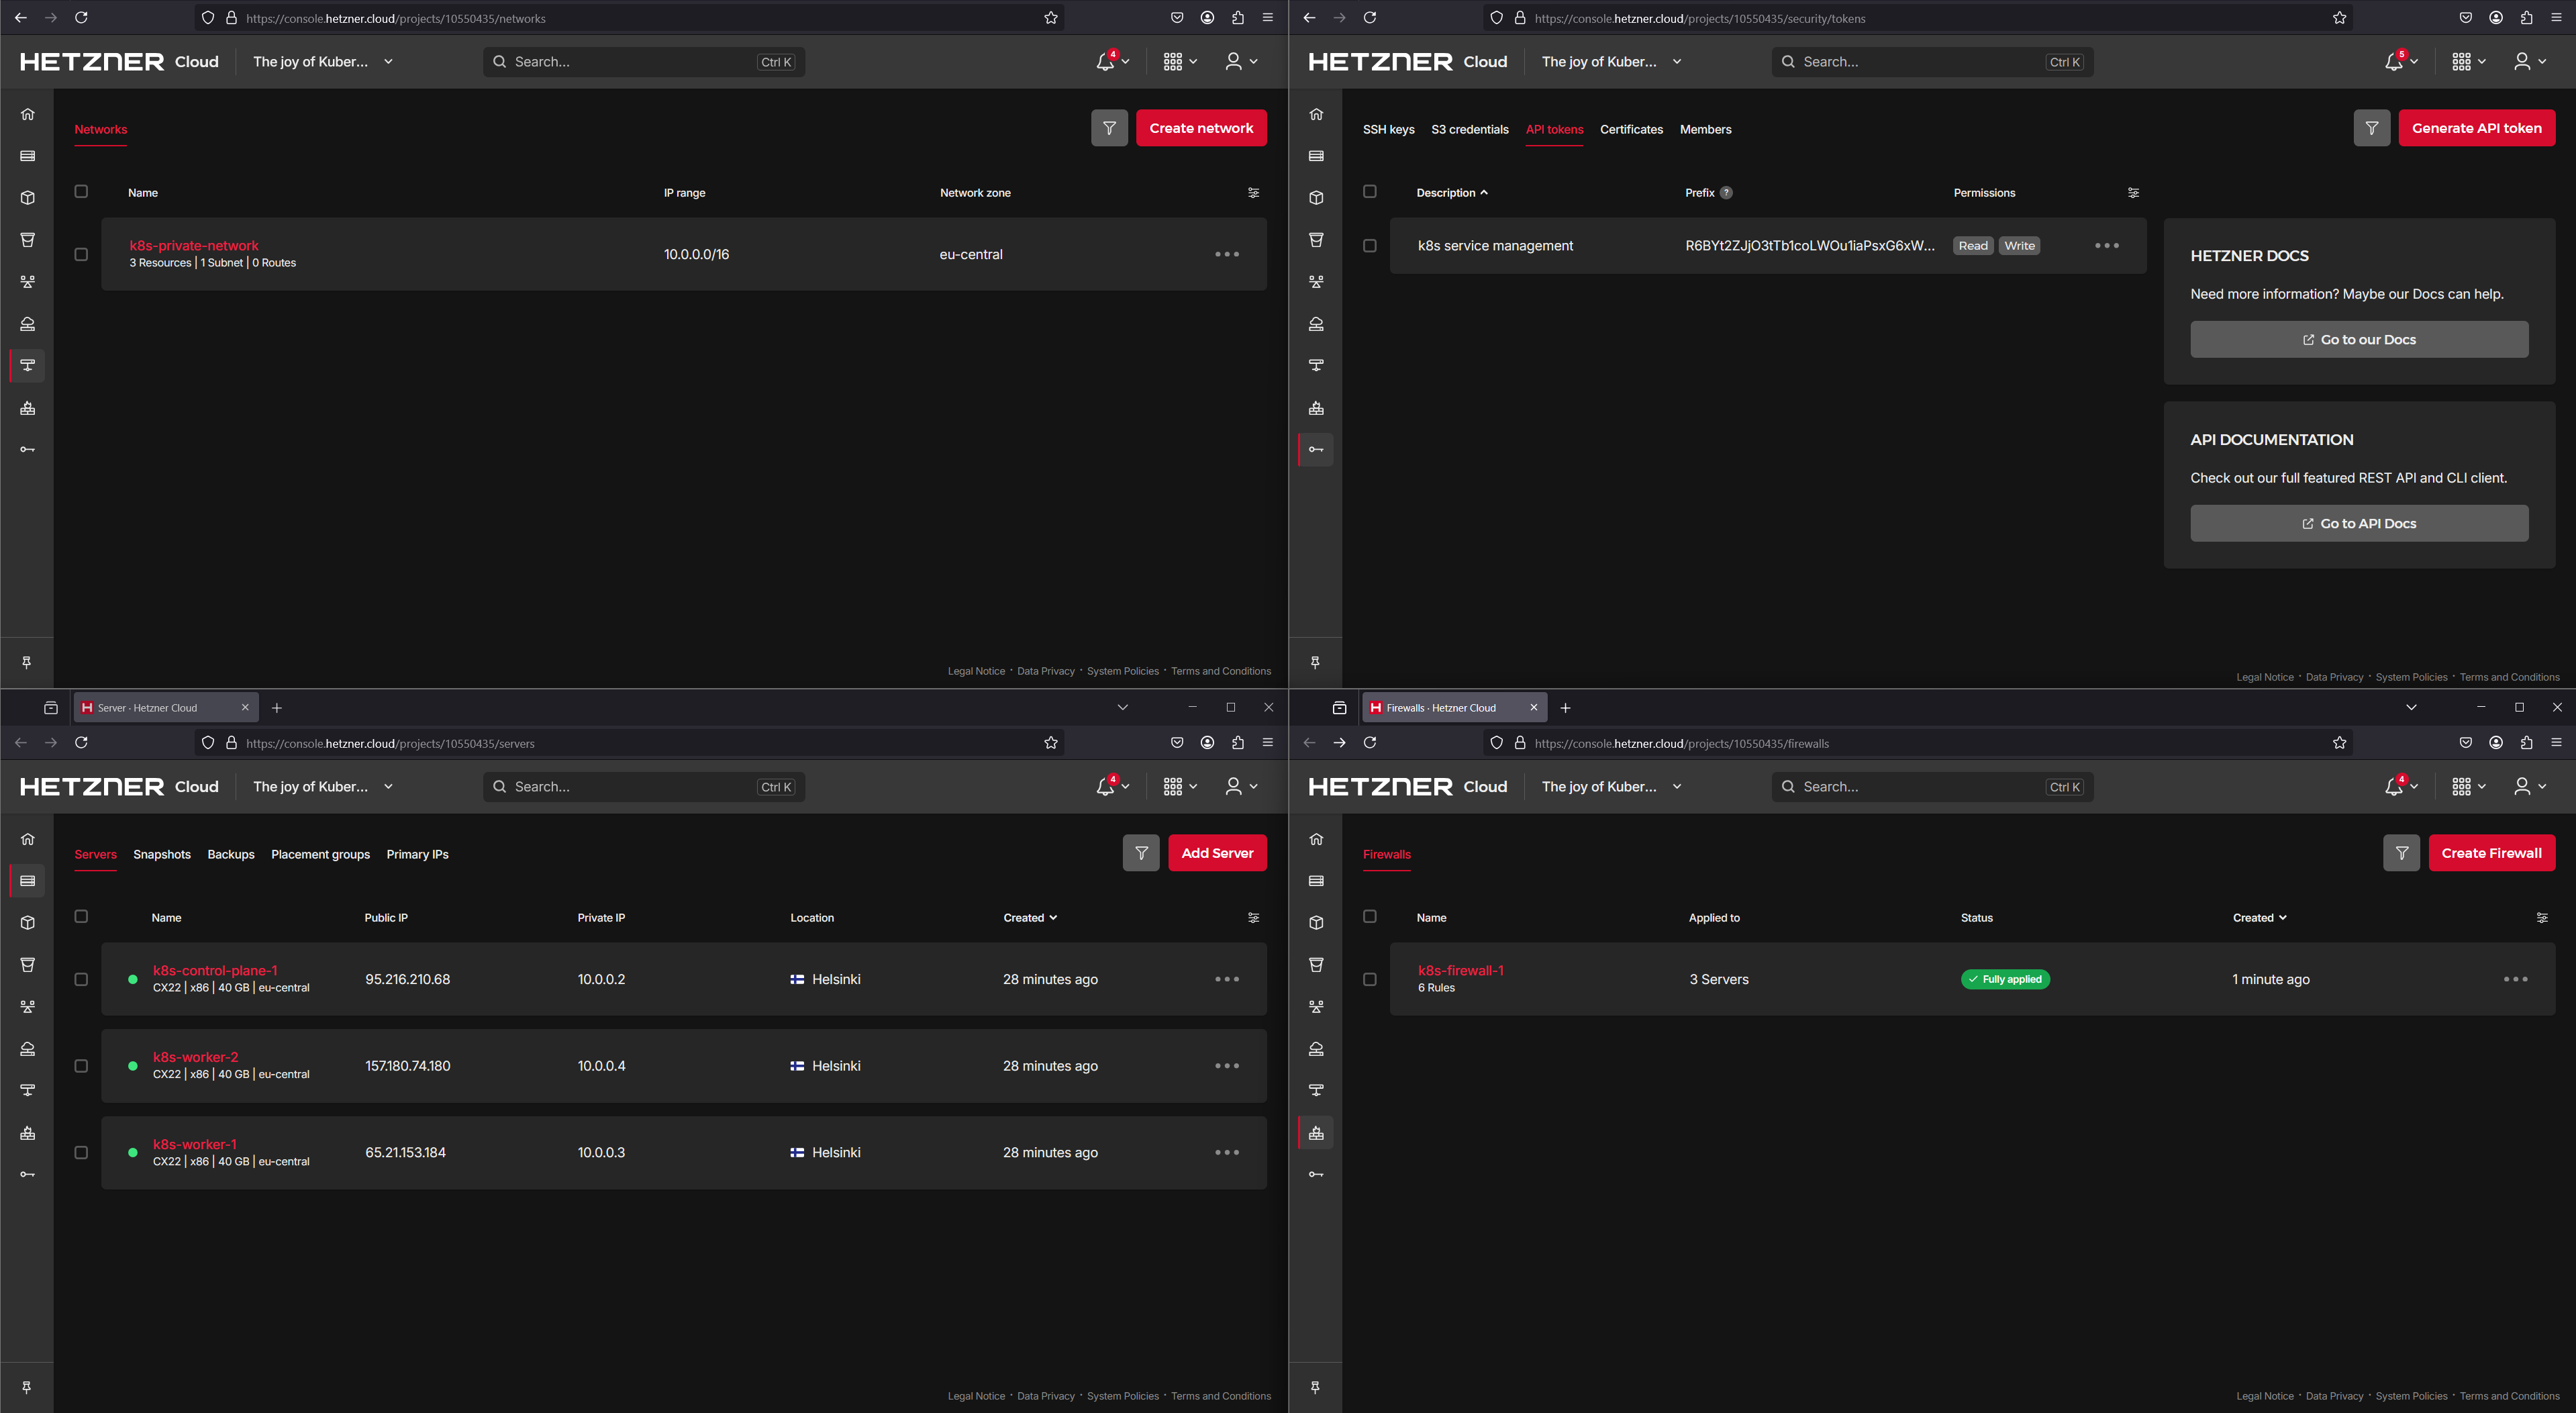 https://console.hetzner.cloud/projects/10550435/networks
HETZNER Cloud The joy of Kuber... Search... Ctrl K 4
Networks Create network
Name IP range Network zone
k8s-private-network 10.0.0.0/16 eu-central
3 Resources | 1 Subnet | 0 Routes
Legal Notice · Data Privacy · System Policies · Terms and Conditions
https://console.hetzner.cloud/projects/10550435/security/tokens
HETZNER Cloud The joy of Kuber... Search... Ctrl K 5
SSH keys S3 credentials API tokens Certificates Members Generate API token
Description Prefix ? Permissions
k8s service management R6BYt2ZJjO3tTb1coLWOu1iaPsxG6xW... Read Write
HETZNER DOCS
Need more information? Maybe our Docs can help.
Go to our Docs
API DOCUMENTATION
Check out our full featured REST API and CLI client.
Go to API Docs
Legal Notice · Data Privacy · System Policies · Terms and Conditions
Server · Hetzner Cloud
https://console.hetzner.cloud/projects/10550435/servers
HETZNER Cloud The joy of Kuber... Search... Ctrl K 4
Servers Snapshots Backups Placement groups Primary IPs Add Server
Name Public IP Private IP Location Created
k8s-control-plane-1 95.216.210.68 10.0.0.2 Helsinki 28 minutes ago
CX22 | x86 | 40 GB | eu-central
k8s-worker-2 157.180.74.180 10.0.0.4 Helsinki 28 minutes ago
CX22 | x86 | 40 GB | eu-central
k8s-worker-1 65.21.153.184 10.0.0.3 Helsinki 28 minutes ago
CX22 | x86 | 40 GB | eu-central
Legal Notice · Data Privacy · System Policies · Terms and Conditions
Firewalls · Hetzner Cloud
https://console.hetzner.cloud/projects/10550435/firewalls
HETZNER Cloud The joy of Kuber... Search... Ctrl K 4
Firewalls Create Firewall
Name Applied to Status Created
k8s-firewall-1 3 Servers Fully applied 1 minute ago
6 Rules
Legal Notice · Data Privacy · System Policies · Terms and Conditions